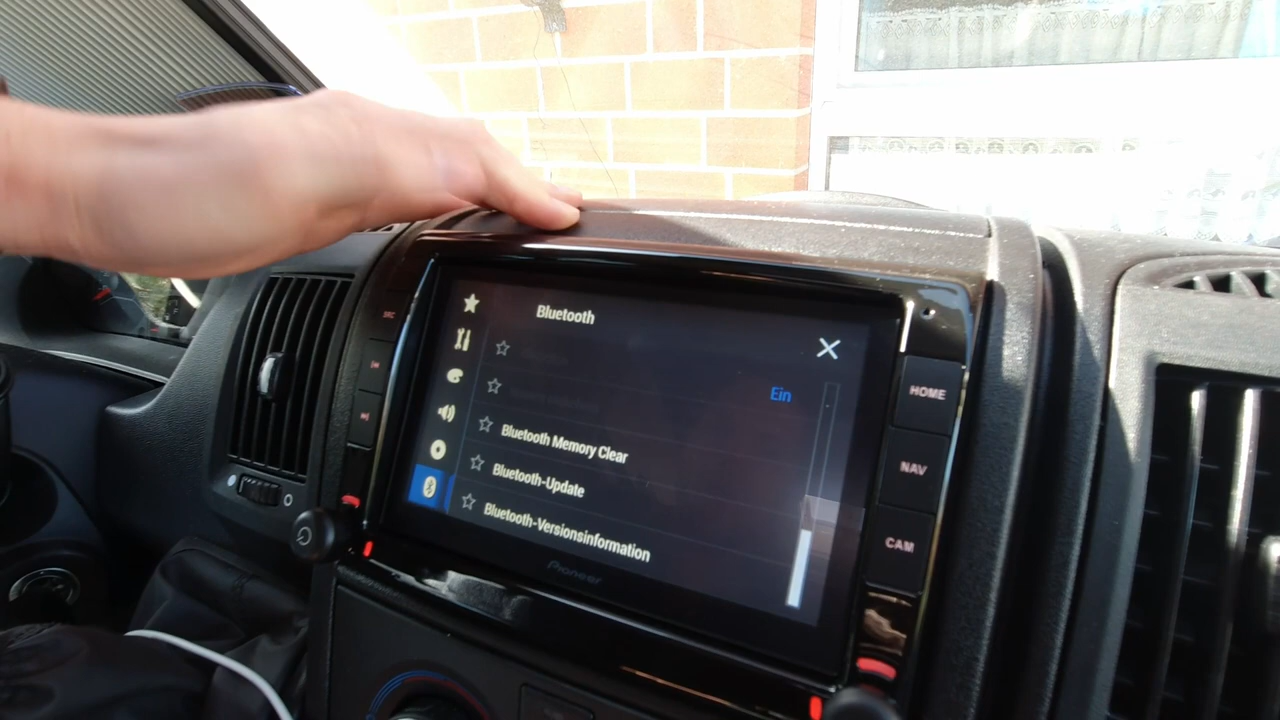 Bluetooth
Ein
Bluetooth Memory Clear
Bluetooth-Update
Bluetooth-Versionsinformation
Pioneer
SRC
HOME
NAV
CAM